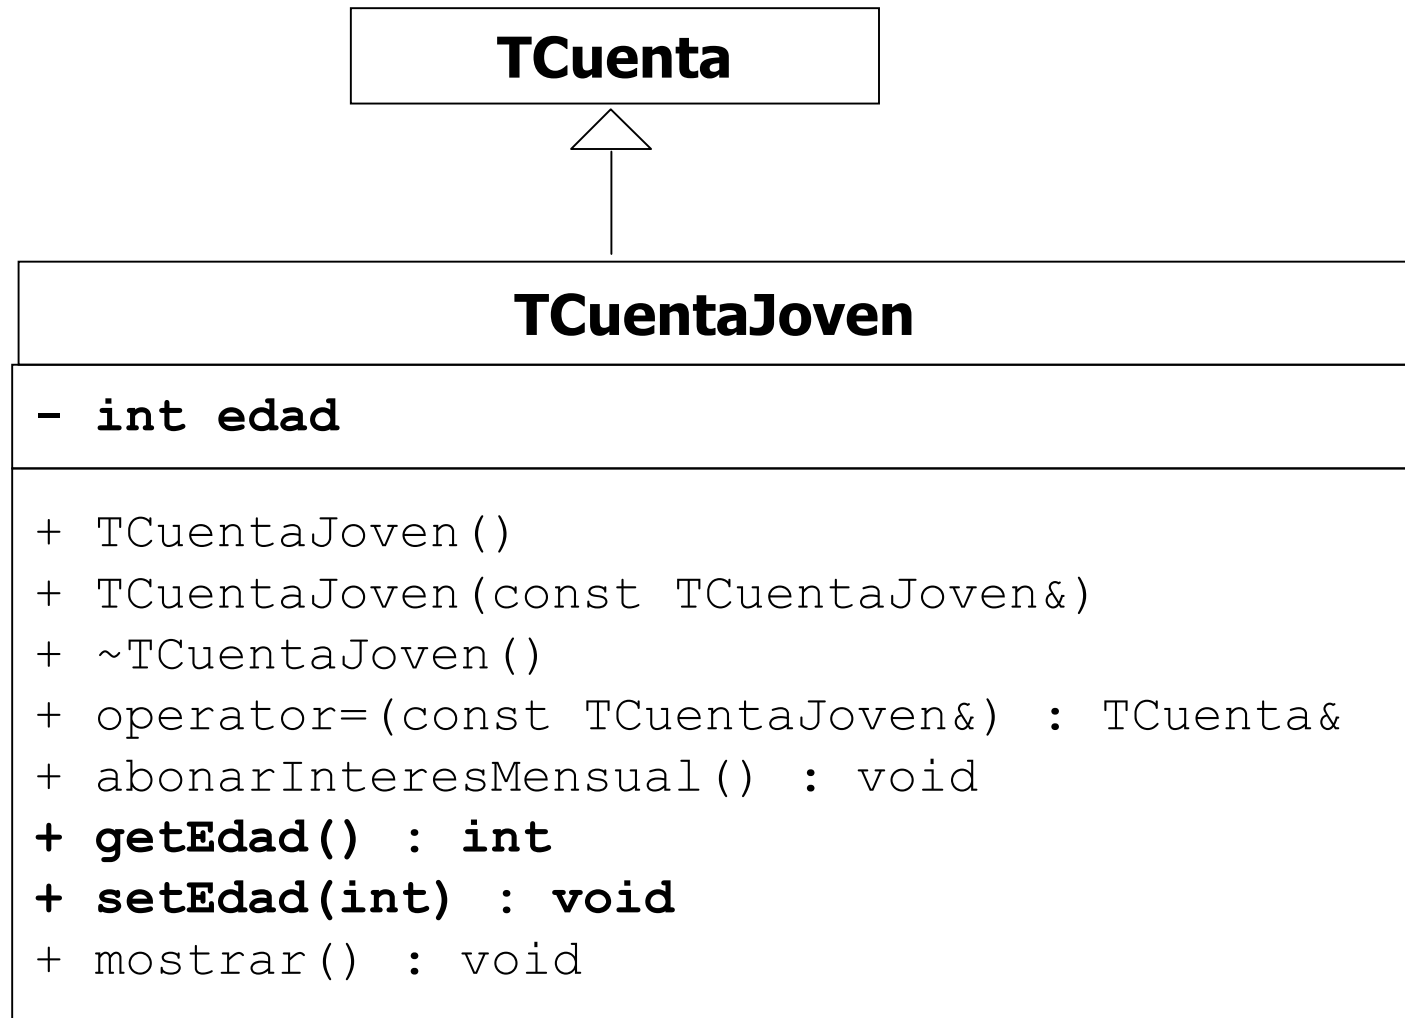 TCuenta
TCuentaJoven
- int edad
+ TCuentaJoven()
+ TCuentaJoven(const TCuentaJoven&)
+ ~TCuentaJoven()
+ operator=(const TCuentaJoven&) : TCuenta&
+ abonarInteresMensual() : void
+ getEdad() : int
+ setEdad(int) : void
+ mostrar() : void